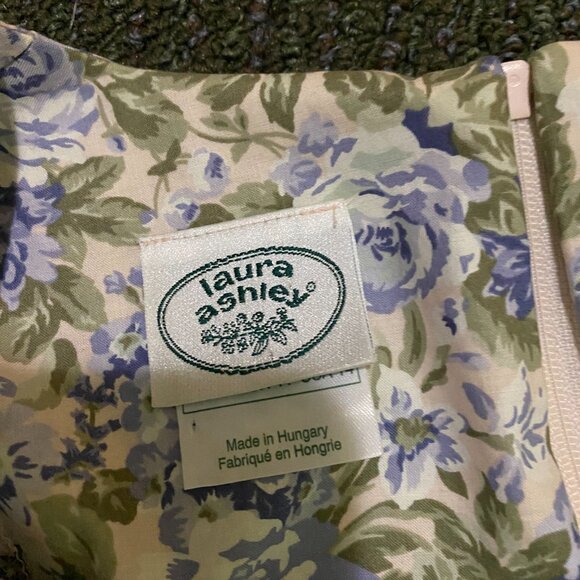 laura
ashley®
Made in Hungary
Fabriqué en Hongrie